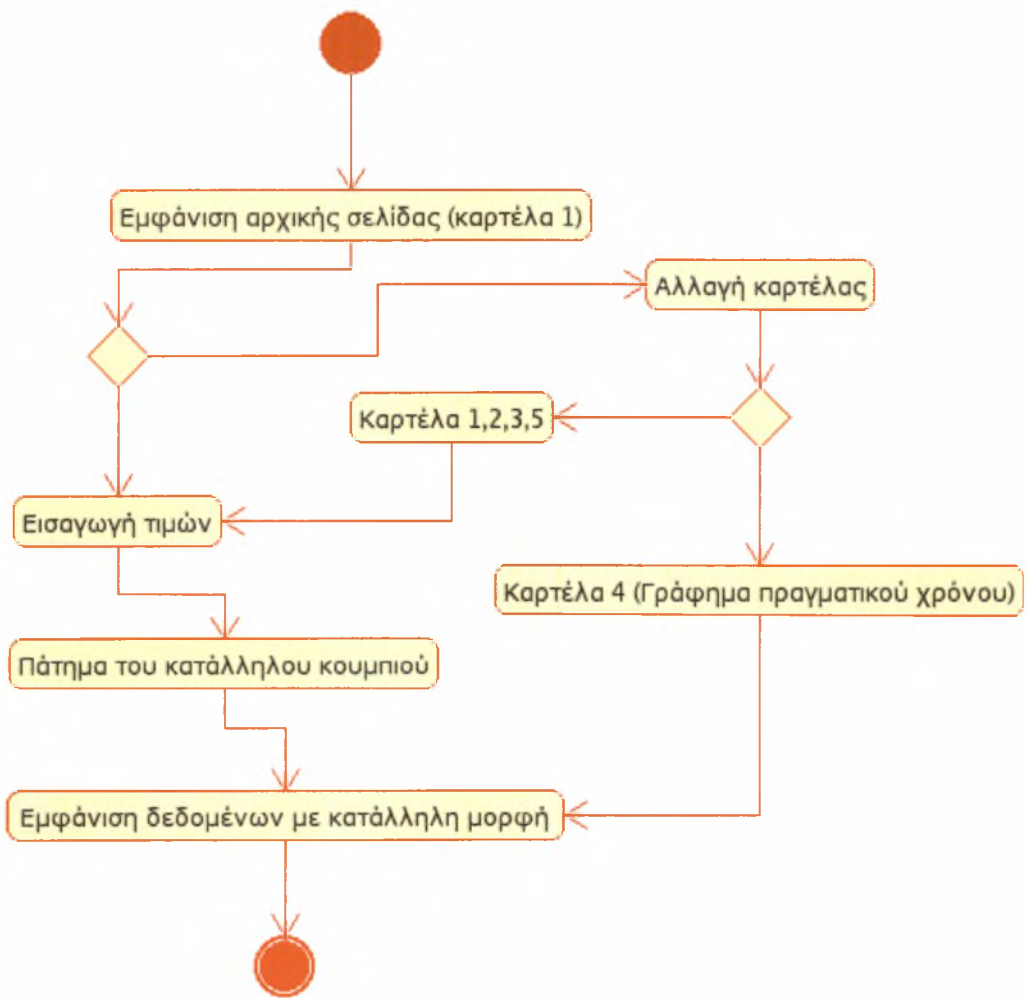 Εμφάνιση αρχικής σελίδας (καρτέλα 1)
Αλλαγή καρτέλας
Καρτέλα 1,2,3,5
Εισαγωγή τιμών
Καρτέλα 4 (Γράφημα πραγματικού χρόνου)
Πάτημα του κατάλληλου κουμπιού
Εμφάνιση δεδομένων με κατάλληλη μορφή